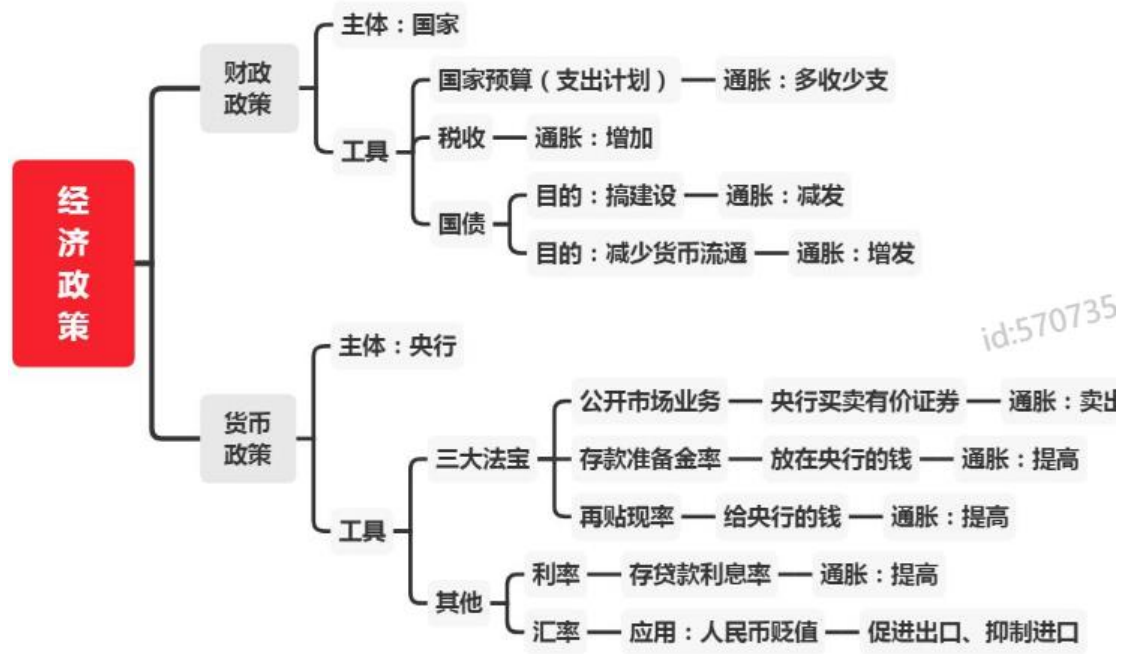 经济政策
财政政策
主体：国家
工具
国家预算（支出计划）
通胀：多收少支
税收
通胀：增加
国债
目的：搞建设
通胀：减发
目的：减少货币流通
通胀：增发
id:570735
货币政策
主体：央行
工具
三大法宝
公开市场业务
央行买卖有价证券
通胀：卖出
存款准备金率
放在央行的钱
通胀：提高
再贴现率
给央行的钱
通胀：提高
其他
利率
存贷款利息率
通胀：提高
汇率
应用：人民币贬值
促进出口、抑制进口